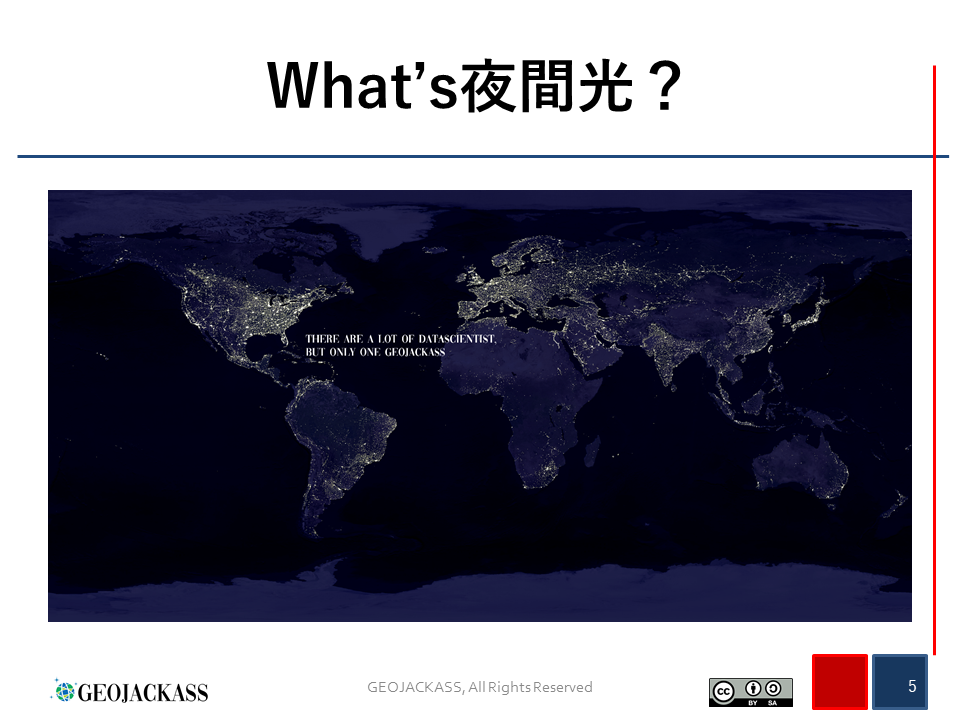 What’s夜間光？
THERE ARE A LOT OF DATASCIENTIST,
BUT ONLY ONE GEOJACKASS
GEOJACKASS
GEOJACKASS, All Rights Reserved
cc
BY SA
5